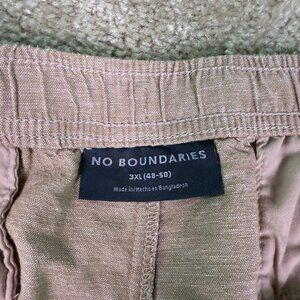 NO BOUNDARIES
3XL (48-50)
Made in/Hecho en Bangladesh